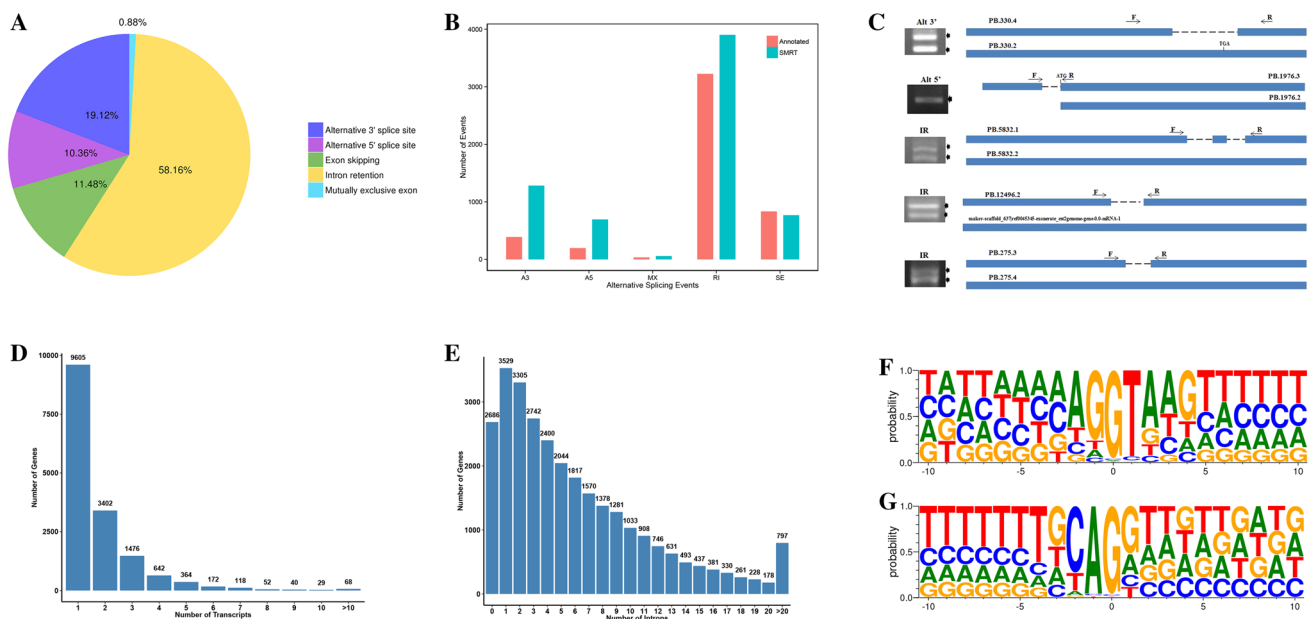 A
0.88%
19.12%
10.36%
11.48%
58.16%
Alternative 3' splice site
Alternative 5' splice site
Exon skipping
Intron retention
Mutually exclusive exon
B
Number of Events
4000
3000
2000
1000
0
A3 A5 MX RI SE
Alternative Splicing Events
Annotated
SMRT
C
Alt 3'
PB.330.4
F R
PB.330.2
TGA
Alt 5'
F ATG R
PB.1976.3
PB.1976.2
IR
PB.5832.1
F R
PB.5832.2
IR
PB.12496.2
F R
IR
PB.275.3
F R
PB.275.4
D
Number of Genes
10000
7500
5000
2500
0
9605 3402 1476 642 364 172 118 52 40 29 68
1 2 3 4 5 6 7 8 9 10 >10
Number of Transcripts
E
Number of Genes
3000
2000
1000
0
2686 3529 3305 2742 2400 2044 1817 1570 1378 1281 1033 908 746 631 493 437 381 330 261 228 178 797
0 1 2 3 4 5 6 7 8 9 10 11 12 13 14 15 16 17 18 19 20 >20
Number of Introns
F
probability
1.0
0.5
0.0
TATTAAAAAGGTAAGTTTTTT
-10 -5 0 5 10
G
probability
1.0
0.5
0.0
TTTTTTTGCAGGTTGTTGATG
-10 -5 0 5 10